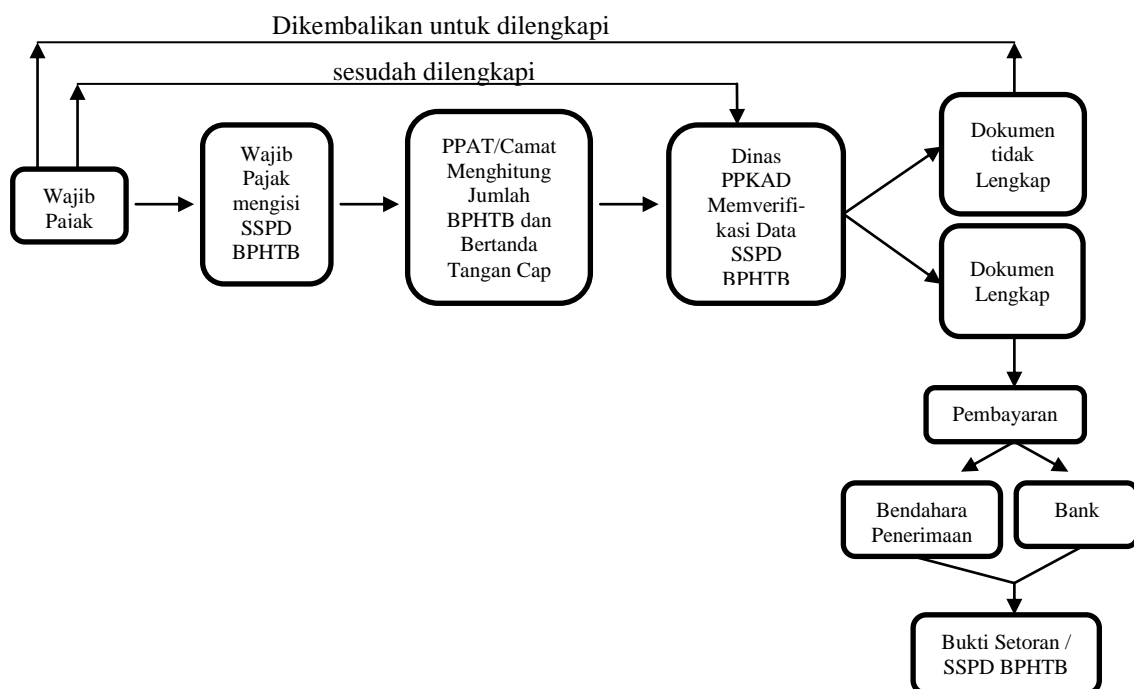 Dikembalikan untuk dilengkapi
sesudah dilengkapi
Wajib
Pajak
Wajib
Pajak
mengisi
SSPD
BPHTB
PPAT/Camat
Menghitung
Jumlah
BPHTB dan
Bertanda
Tangan Cap
Dinas
PPKAD
Memverifi-
kasi Data
SSPD
BPHTB
Dokumen
tidak
Lengkap
Dokumen
Lengkap
Pembayaran
Bendahara
Penerimaan
Bank
Bukti Setoran /
SSPD BPHTB